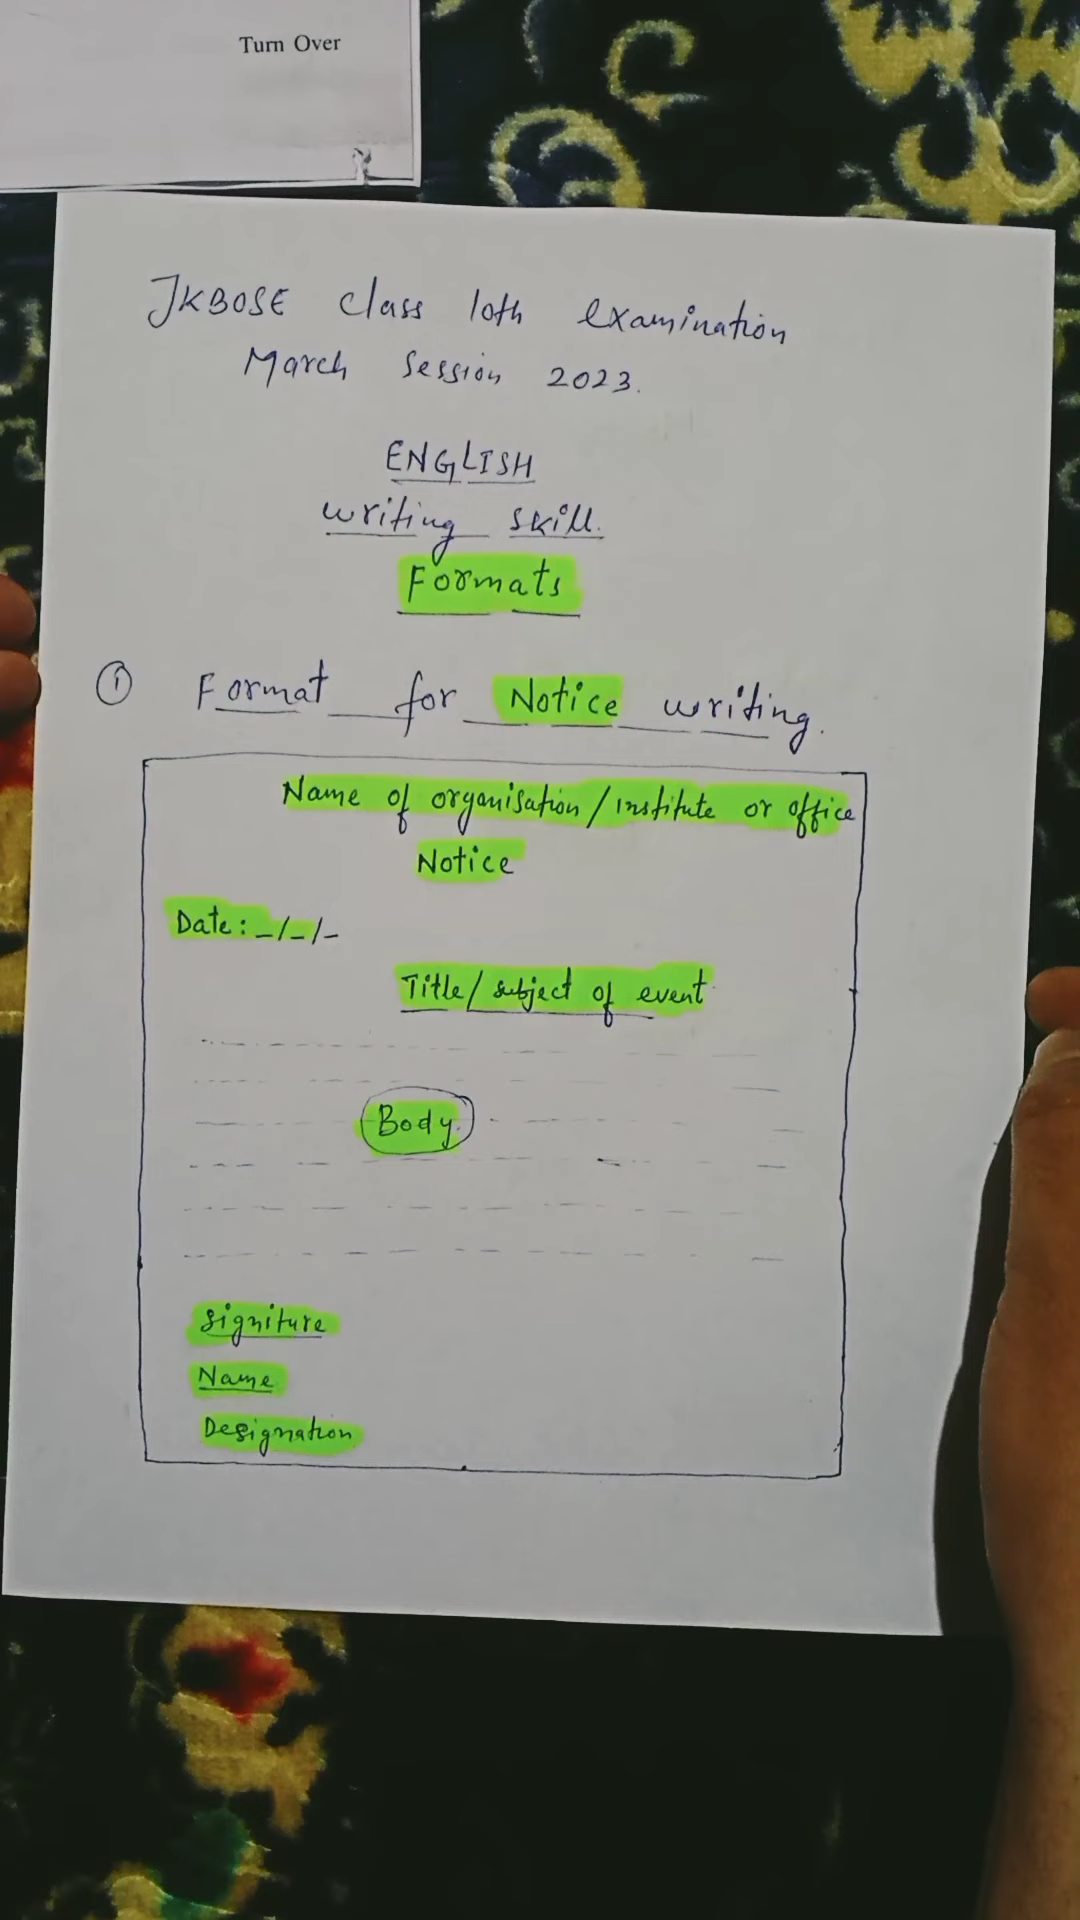 Turn Over
JKBOSE class 10th examination
March session 2023.
ENGLISH
writing skill.
Formats
① Format for Notice writing.
Name of organisation/institute or office
Notice
Date: _/_/_
Title/subject of event
Body.
Signiture
Name
Designation